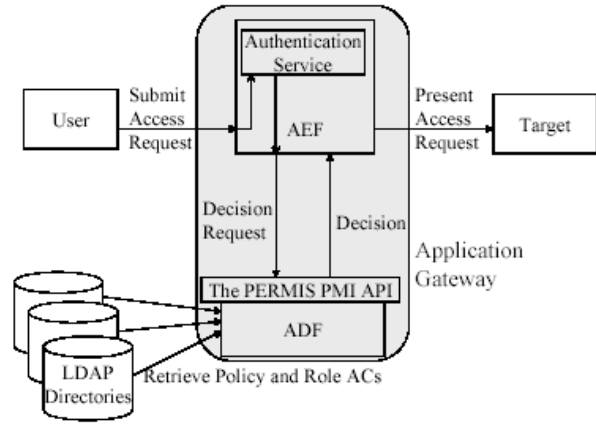 Authentication
Service
User
Submit
Access
Request
AEF
Present
Access
Request
Target
Decision
Request
Decision
Application
Gateway
The PERMIS PMI API
ADF
LDAP
Directories
Retrieve Policy and Role ACs